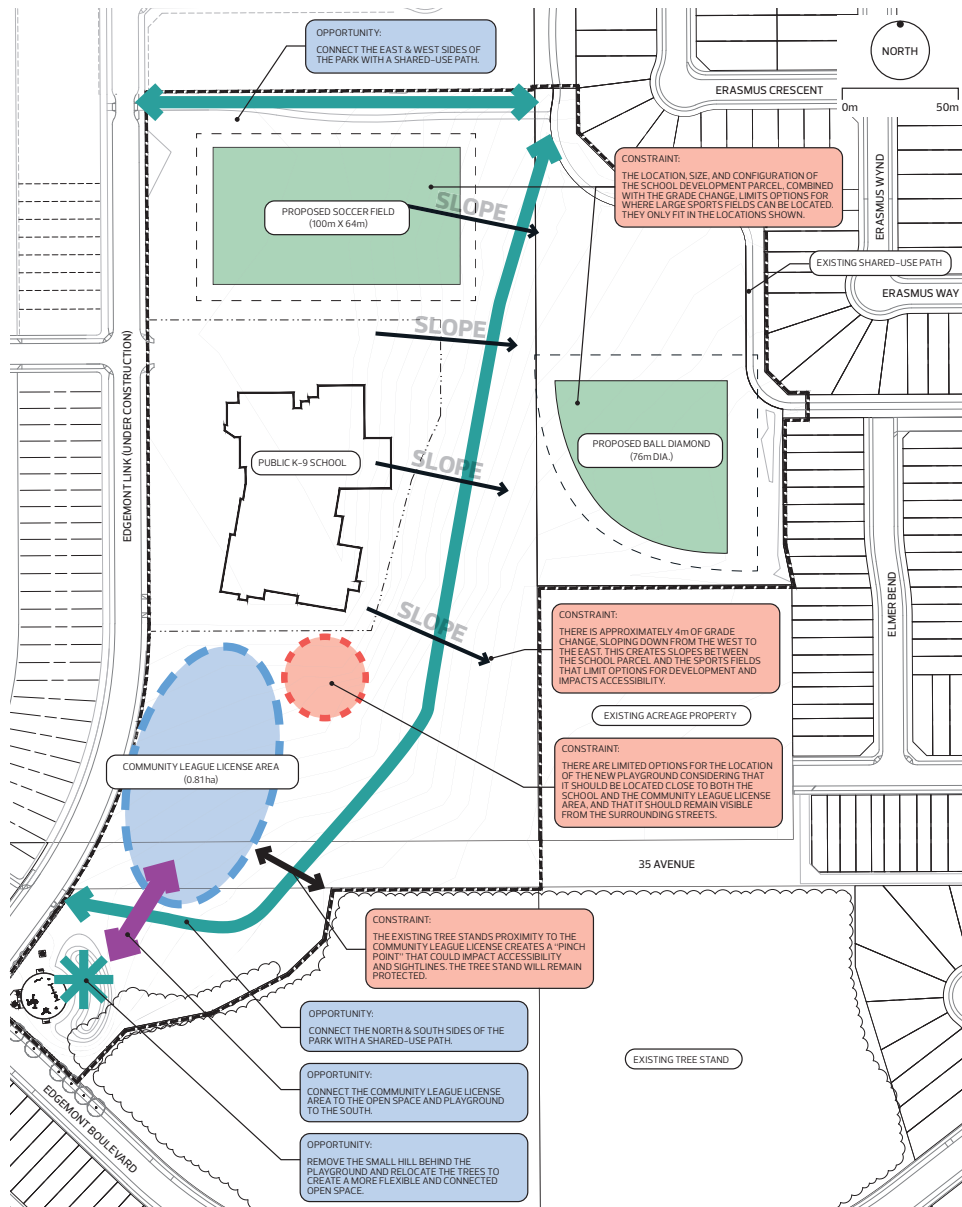 OPPORTUNITY:
CONNECT THE EAST & WEST SIDES OF
THE PARK WITH A SHARED-USE PATH.
NORTH
ERASMUS CRESCENT
0m
50m
CONSTRAINT:
THE LOCATION, SIZE, AND CONFIGURATION OF
THE SCHOOL DEVELOPMENT PARCEL, COMBINED
WITH THE GRADE CHANGE, LIMITS OPTIONS FOR
WHERE LARGE SPORTS FIELDS CAN BE LOCATED.
THEY ONLY FIT IN THE LOCATIONS SHOWN.
ERASMUS WYND
SLOPE
PROPOSED SOCCER FIELD
(100m X 64m)
EXISTING SHARED-USE PATH
ERASMUS WAY
SLOPE
EDGEMONT LINK (UNDER CONSTRUCTION)
PROPOSED BALL DIAMOND
(76m DIA.)
PUBLIC K-9 SCHOOL
SLOPE
ELMER BEND
SLOPE
CONSTRAINT:
THERE IS APPROXIMATELY 4m OF GRADE
CHANGE, SLOPING DOWN FROM THE WEST TO
THE EAST. THIS CREATES SLOPES BETWEEN
THE SCHOOL PARCEL AND THE SPORTS FIELDS
THAT LIMIT OPTIONS FOR DEVELOPMENT AND
IMPACTS ACCESSIBILITY.
EXISTING ACREAGE PROPERTY
COMMUNITY LEAGUE LICENSE AREA
(0.81ha)
CONSTRAINT:
THERE ARE LIMITED OPTIONS FOR THE LOCATION
OF THE NEW PLAYGROUND CONSIDERING THAT
IT SHOULD BE LOCATED CLOSE TO BOTH THE
SCHOOL AND THE COMMUNITY LEAGUE LICENSE
AREA, AND THAT IT SHOULD REMAIN VISIBLE
FROM THE SURROUNDING STREETS.
35 AVENUE
CONSTRAINT:
THE EXISTING TREE STANDS PROXIMITY TO THE
COMMUNITY LEAGUE LICENSE CREATES A "PINCH
POINT" THAT COULD IMPACT ACCESSIBILITY
AND SIGHTLINES. THE TREE STAND WILL REMAIN
PROTECTED.
OPPORTUNITY:
CONNECT THE NORTH & SOUTH SIDES OF THE
PARK WITH A SHARED-USE PATH.
EXISTING TREE STAND
OPPORTUNITY:
CONNECT THE COMMUNITY LEAGUE LICENSE
AREA TO THE OPEN SPACE AND PLAYGROUND
TO THE SOUTH.
EDGEMONT BOULEVARD
OPPORTUNITY:
REMOVE THE SMALL HILL BEHIND THE
PLAYGROUND AND RELOCATE THE TREES TO
CREATE A MORE FLEXIBLE AND CONNECTED
OPEN SPACE.